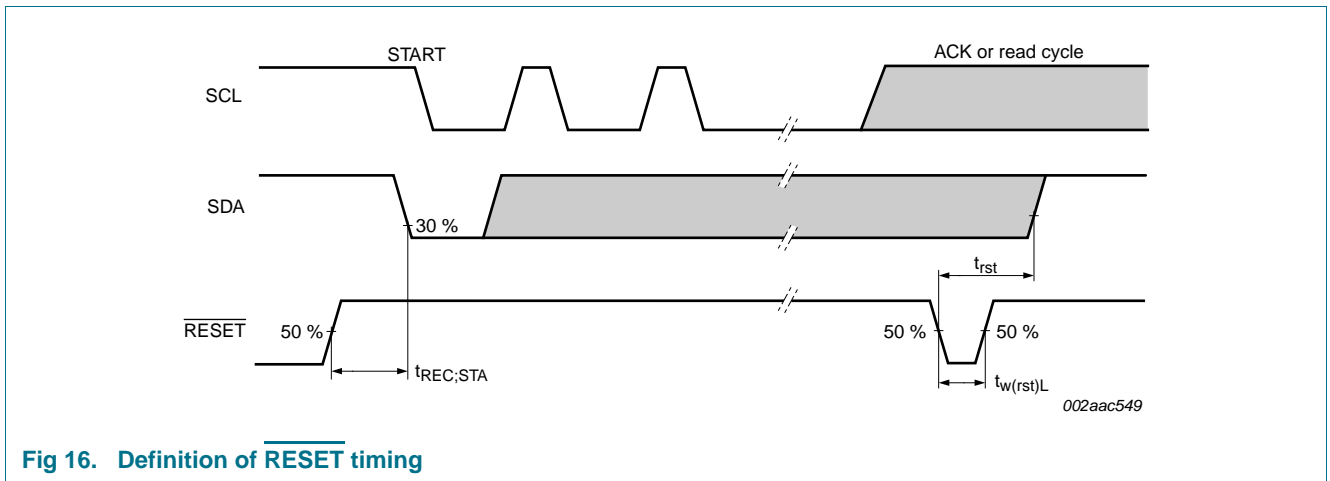 START
ACK or read cycle
SCL
SDA
30 %
t_rst
RESET
50 %
50 %
50 %
t_REC;STA
t_w(rst)L
002aac549
Fig 16. Definition of RESET timing